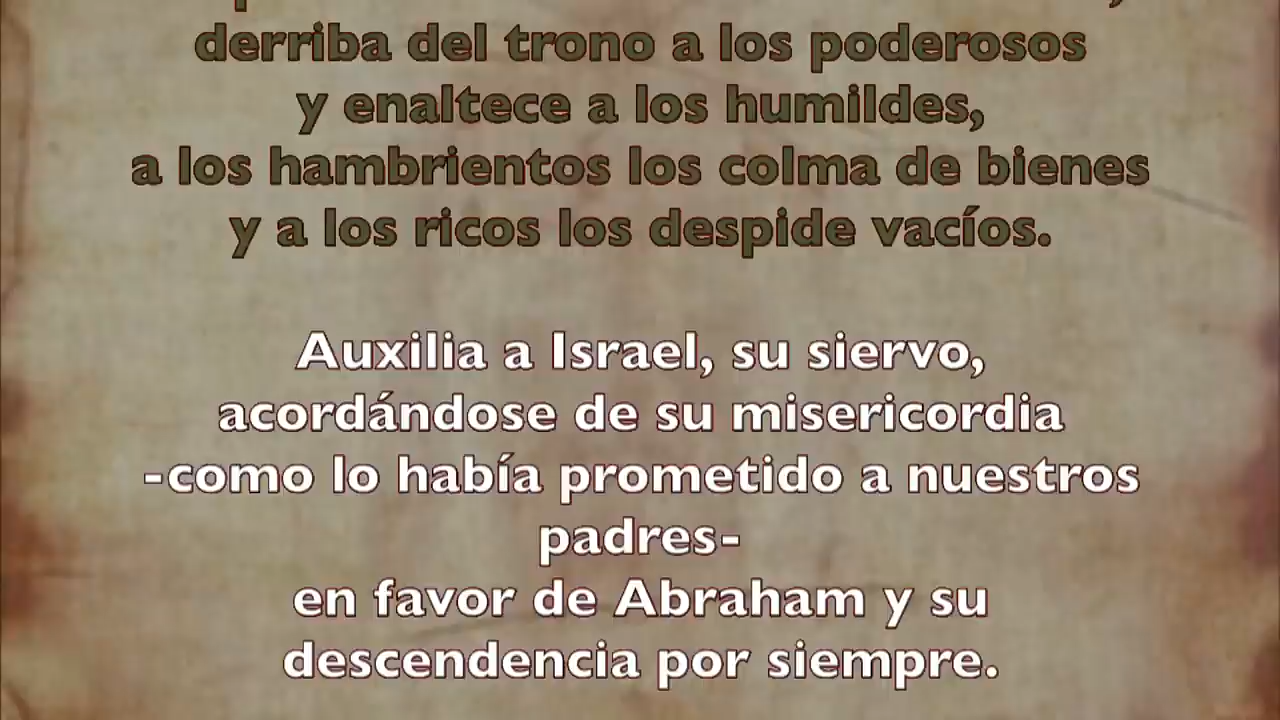 derriba del trono a los poderosos
y enaltece a los humildes,
a los hambrientos los colma de bienes
y a los ricos los despide vacíos.
Auxilia a Israel, su siervo,
acordándose de su misericordia
-como lo había prometido a nuestros
padres-
en favor de Abraham y su
descendencia por siempre.